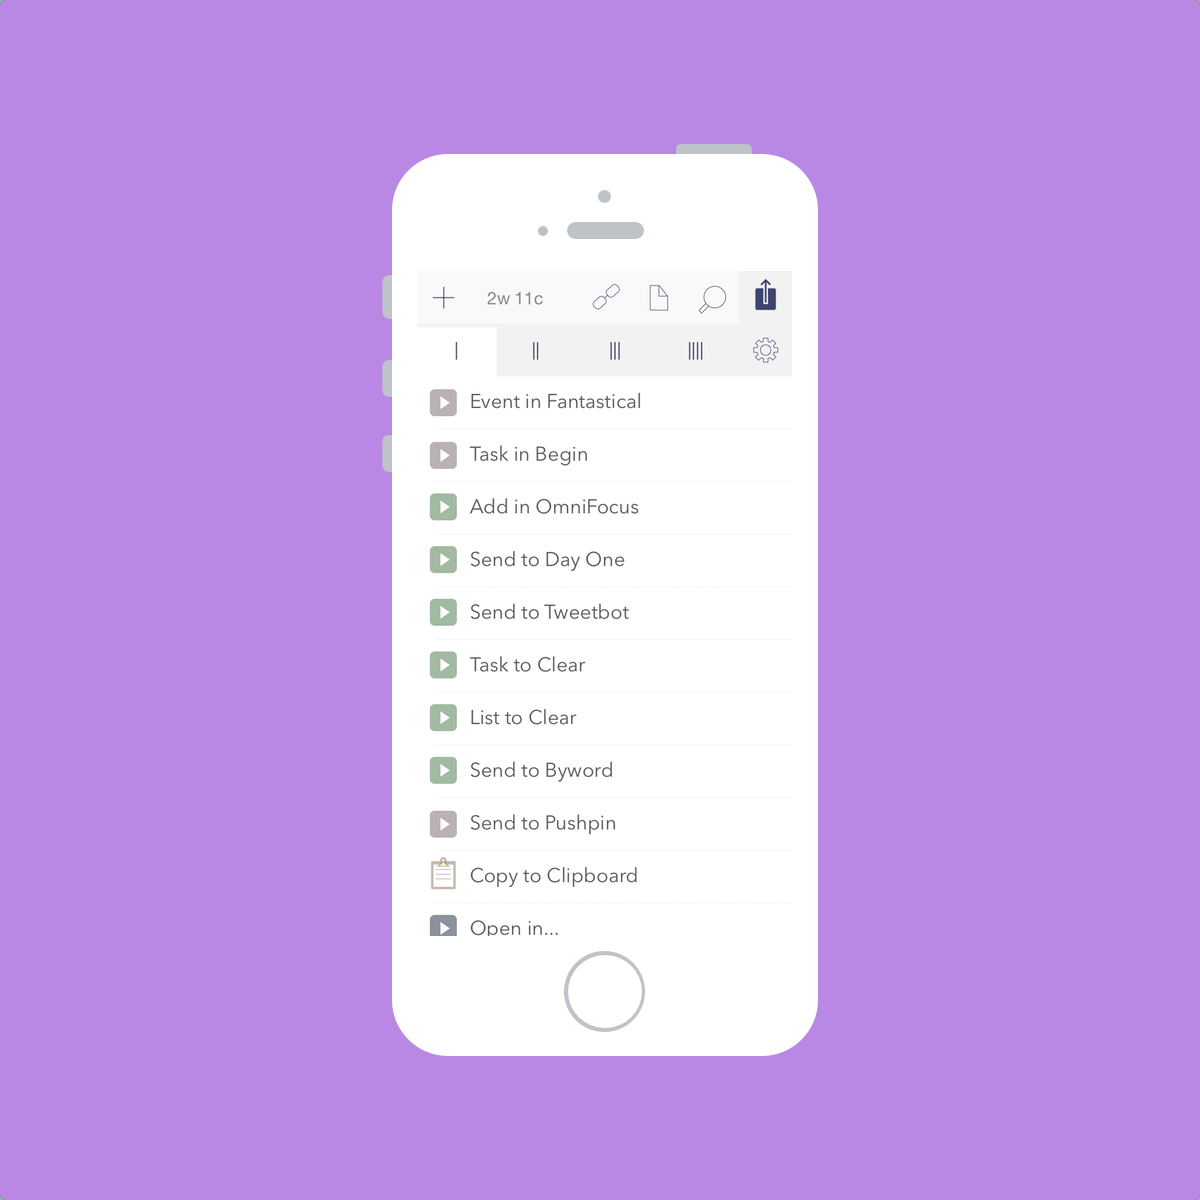 2w 11c
Event in Fantastical
Task in Begin
Add in OmniFocus
Send to Day One
Send to Tweetbot
Task to Clear
List to Clear
Send to Byword
Send to Pushpin
Copy to Clipboard
Open in...